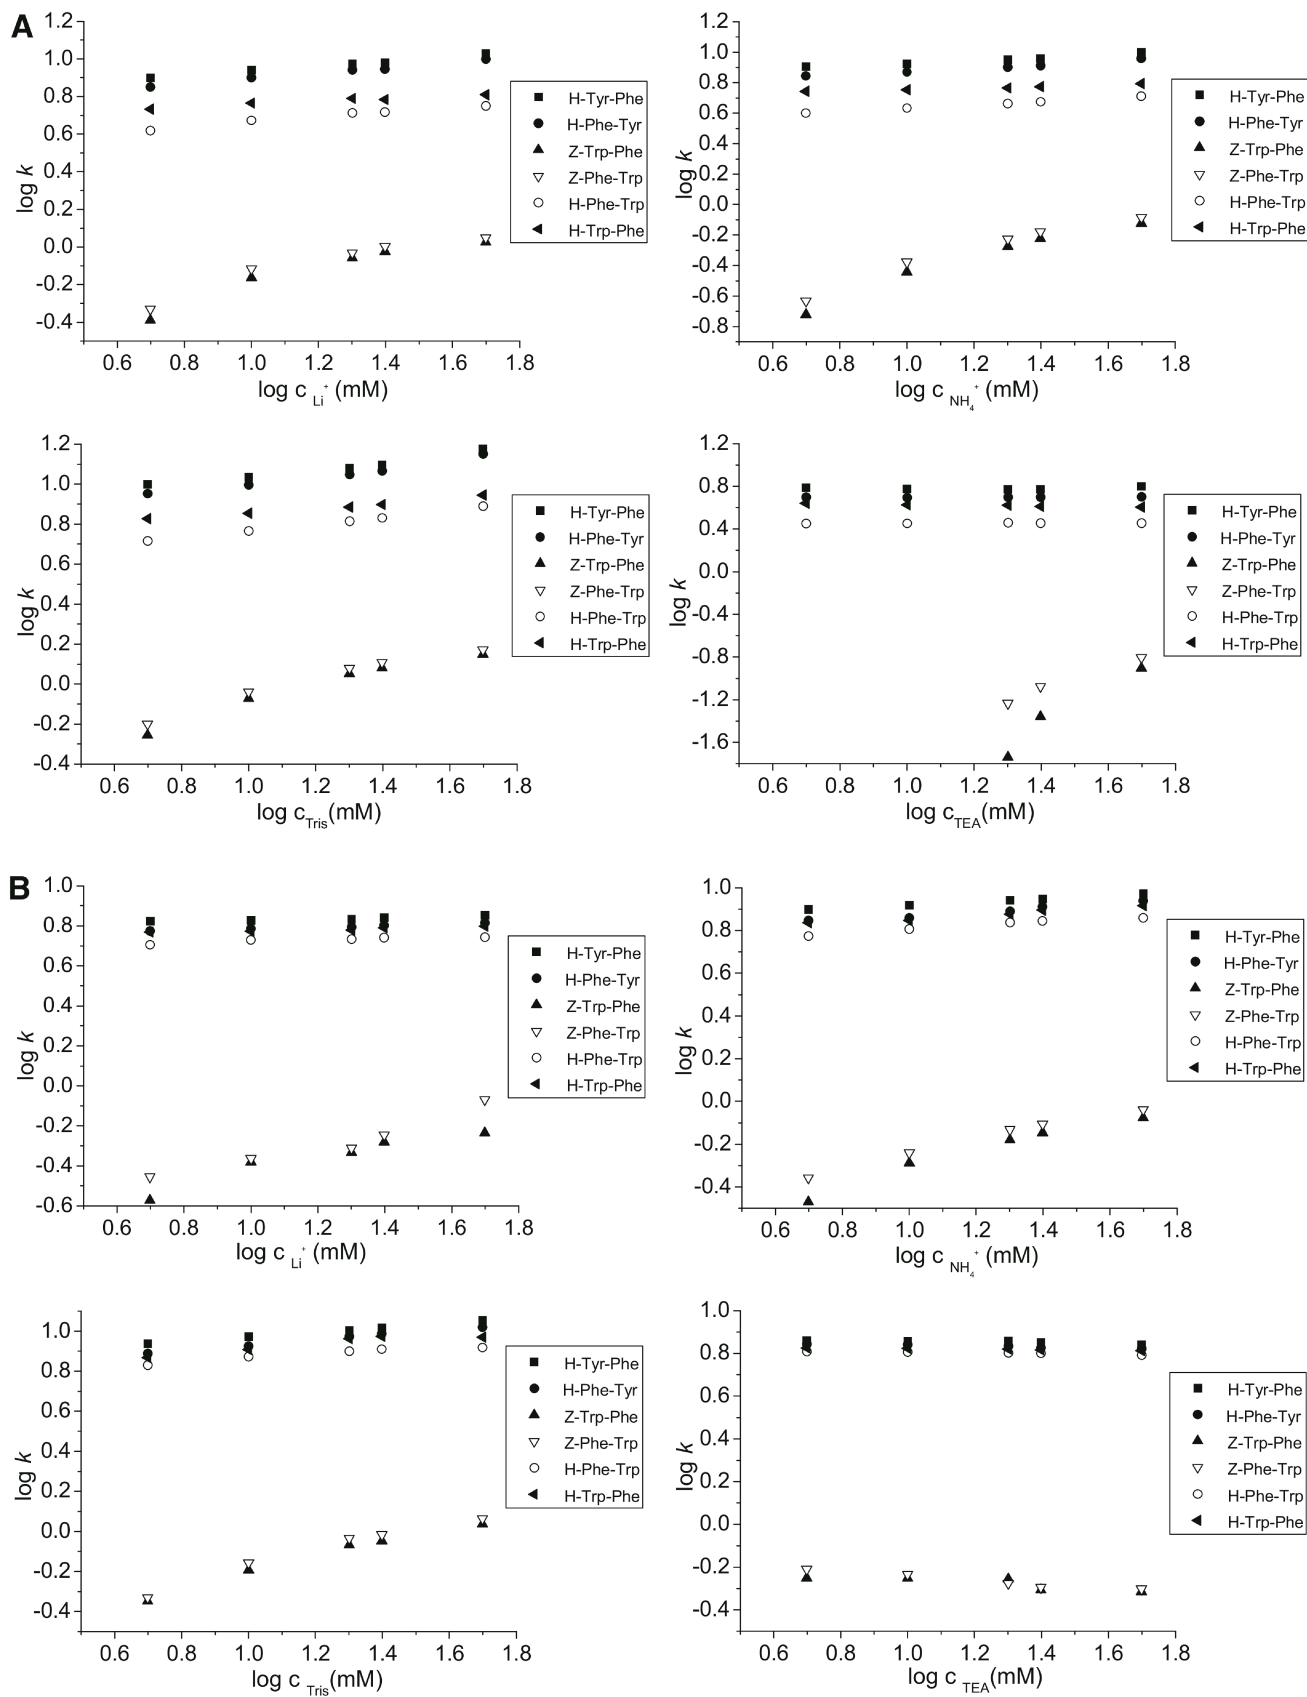 A
1.2
1.0
0.8
0.6
0.4
0.2
0.0
-0.2
-0.4
log k
0.6 0.8 1.0 1.2 1.4 1.6 1.8
log c Li+ (mM)
H-Tyr-Phe
H-Phe-Tyr
Z-Trp-Phe
Z-Phe-Trp
H-Phe-Trp
H-Trp-Phe
1.2
1.0
0.8
0.6
0.4
0.2
0.0
-0.2
-0.4
-0.6
-0.8
log k
0.6 0.8 1.0 1.2 1.4 1.6 1.8
log c NH4+ (mM)
H-Tyr-Phe
H-Phe-Tyr
Z-Trp-Phe
Z-Phe-Trp
H-Phe-Trp
H-Trp-Phe
1.2
1.0
0.8
0.6
0.4
0.2
0.0
-0.2
-0.4
log k
0.6 0.8 1.0 1.2 1.4 1.6 1.8
log cTris(mM)
H-Tyr-Phe
H-Phe-Tyr
Z-Trp-Phe
Z-Phe-Trp
H-Phe-Trp
H-Trp-Phe
1.2
0.8
0.4
0.0
-0.4
-0.8
-1.2
-1.6
log k
0.6 0.8 1.0 1.2 1.4 1.6 1.8
log cTEA(mM)
H-Tyr-Phe
H-Phe-Tyr
Z-Trp-Phe
Z-Phe-Trp
H-Phe-Trp
H-Trp-Phe
B
1.0
0.8
0.6
0.4
0.2
0.0
-0.2
-0.4
-0.6
log k
0.6 0.8 1.0 1.2 1.4 1.6 1.8
log c Li+ (mM)
H-Tyr-Phe
H-Phe-Tyr
Z-Trp-Phe
Z-Phe-Trp
H-Phe-Trp
H-Trp-Phe
1.0
0.8
0.6
0.4
0.2
0.0
-0.2
-0.4
log k
0.6 0.8 1.0 1.2 1.4 1.6 1.8
log c NH4+ (mM)
H-Tyr-Phe
H-Phe-Tyr
Z-Trp-Phe
Z-Phe-Trp
H-Phe-Trp
H-Trp-Phe
1.0
0.8
0.6
0.4
0.2
0.0
-0.2
-0.4
log k
0.6 0.8 1.0 1.2 1.4 1.6 1.8
log c Tris(mM)
H-Tyr-Phe
H-Phe-Tyr
Z-Trp-Phe
Z-Phe-Trp
H-Phe-Trp
H-Trp-Phe
1.0
0.8
0.6
0.4
0.2
0.0
-0.2
-0.4
log k
0.6 0.8 1.0 1.2 1.4 1.6 1.8
log c TEA(mM)
H-Tyr-Phe
H-Phe-Tyr
Z-Trp-Phe
Z-Phe-Trp
H-Phe-Trp
H-Trp-Phe